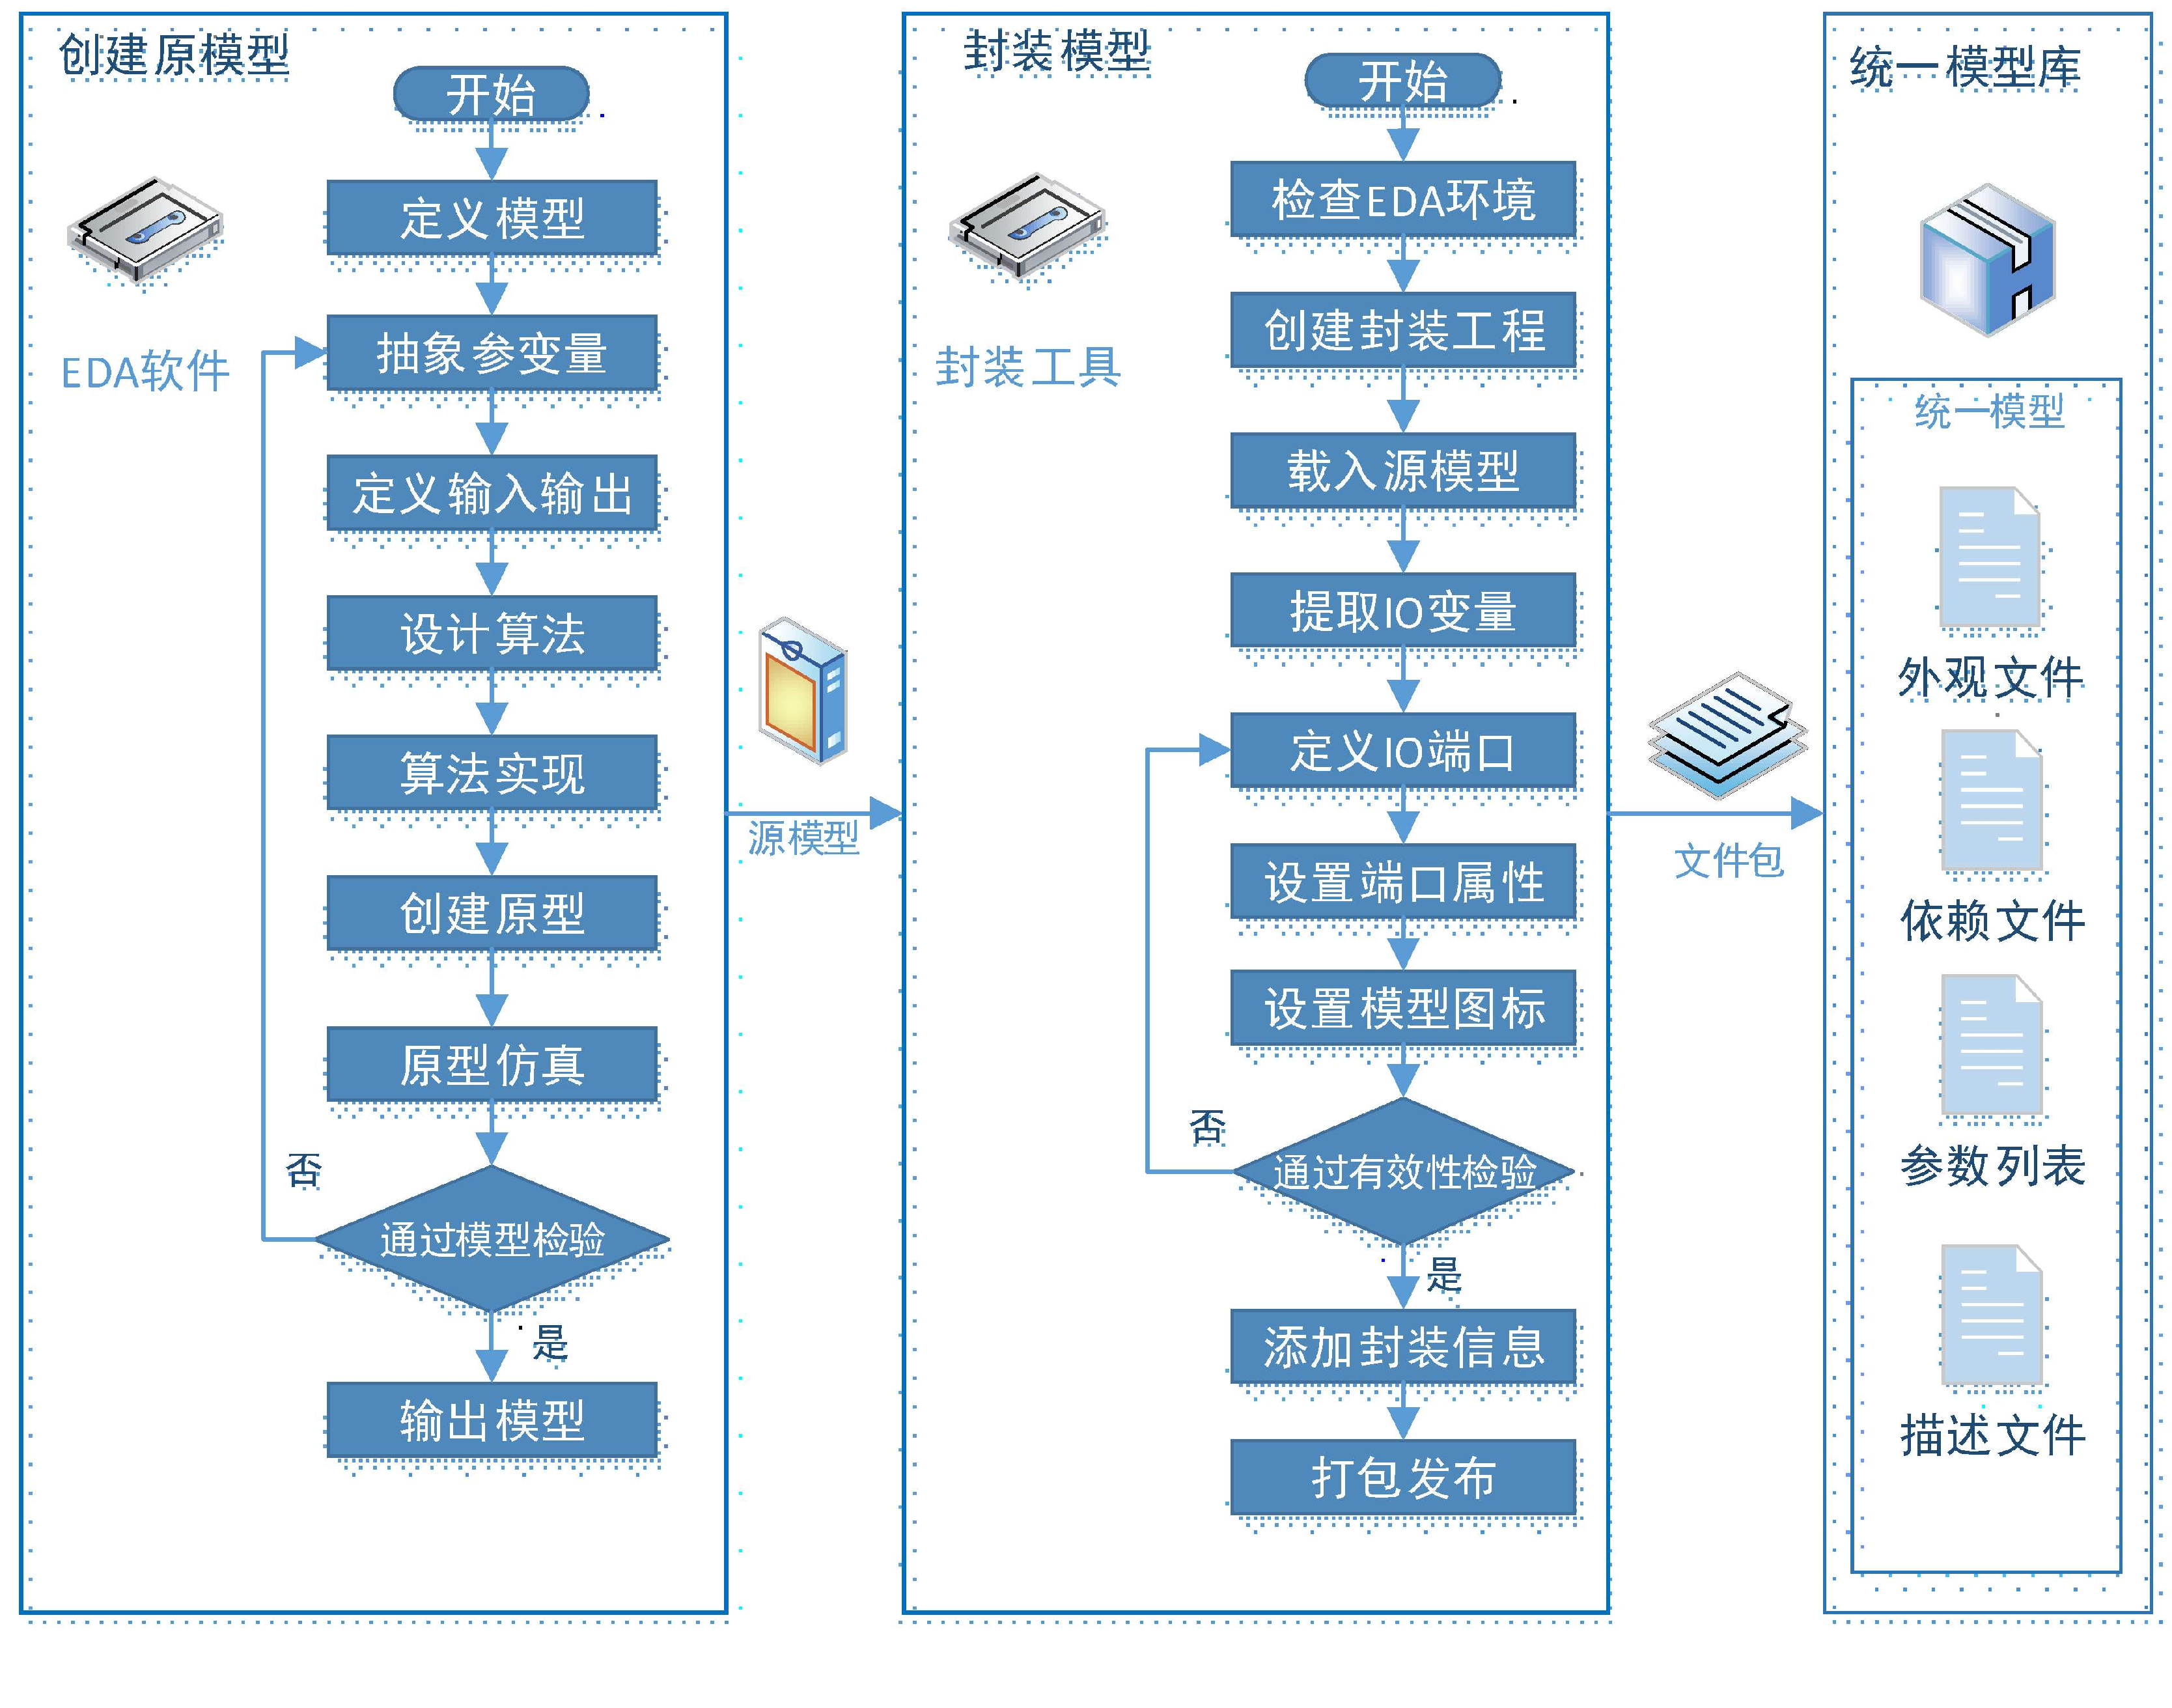 创建原模型
开始
定义模型
EDA软件
抽象参变量
定义输入输出
设计算法
算法实现
创建原型
原型仿真
否
通过模型检验
是
输出模型
源模型
封装模型
开始
检查EDA环境
封装工具
创建封装工程
载入源模型
提取IO变量
定义IO端口
设置端口属性
设置模型图标
否
通过有效性检验
是
添加封装信息
打包发布
文件包
统一模型库
统一模型
外观文件
依赖文件
参数列表
描述文件